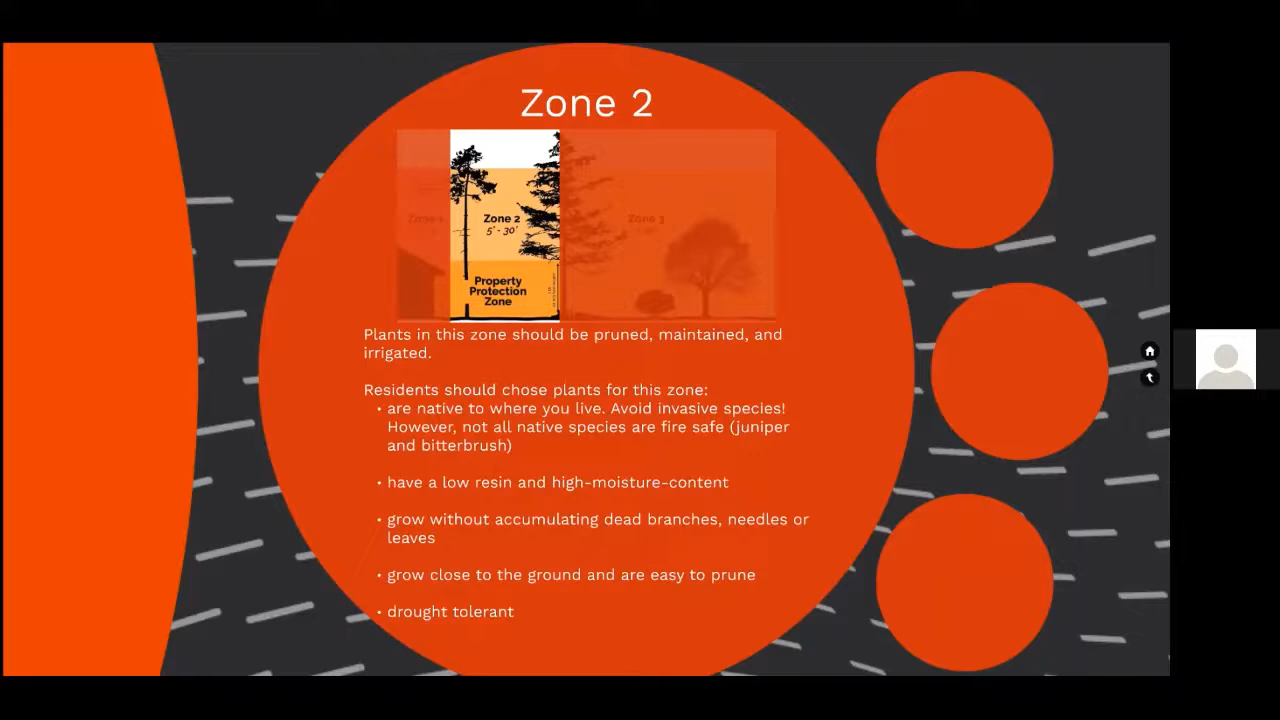 Zone 2
Zone 2
5' - 30'
Zone 3
Property
Protection
Zone
Plants in this zone should be pruned, maintained, and
irrigated.
Residents should chose plants for this zone:
• are native to where you live. Avoid invasive species!
However, not all native species are fire safe (juniper
and bitterbrush)
• have a low resin and high-moisture-content
• grow without accumulating dead branches, needles or
leaves
• grow close to the ground and are easy to prune
• drought tolerant